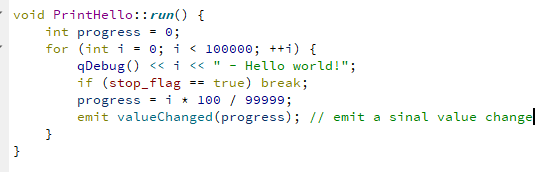 void PrintHello::run() {
    int progress = 0;
    for (int i = 0; i < 100000; ++i) {
        qDebug() << i << " - Hello world!";
        if (stop_flag == true) break;
        progress = i * 100 / 99999;
        emit valueChanged(progress); // emit a sinal value change
    }
}